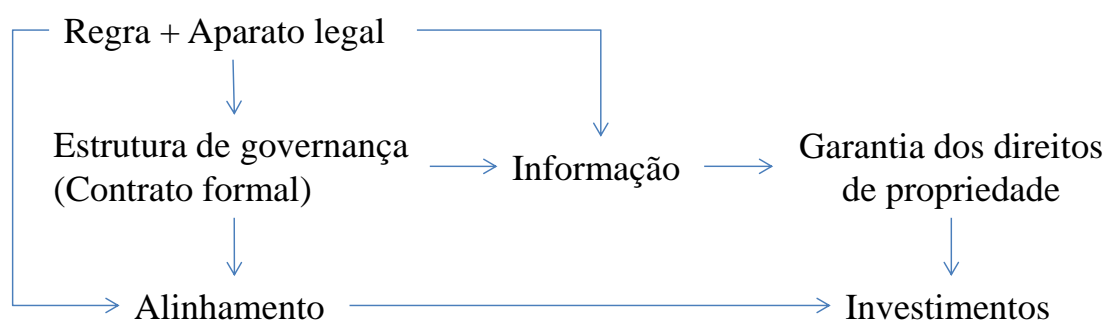 Regra + Aparato legal
Estrutura de governança
(Contrato formal)
Informação
Garantia dos direitos
de propriedade
Alinhamento
Investimentos